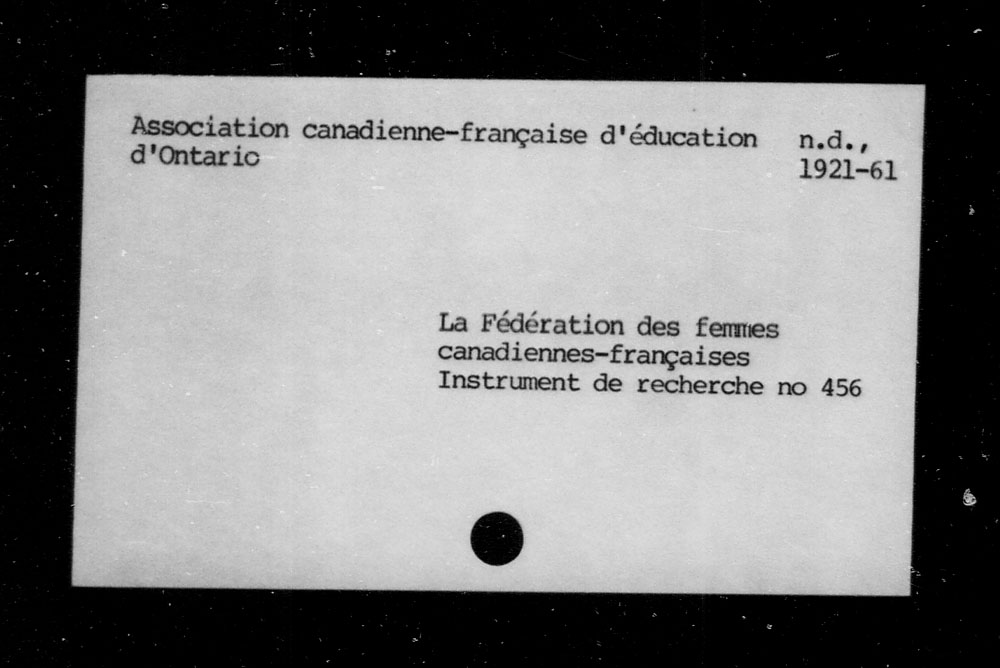 Association canadienne-française d'éducation n.d.,
d'Ontario 1921-61
La Fédération des femmes
canadiennes-françaises
Instrument de recherche no 456